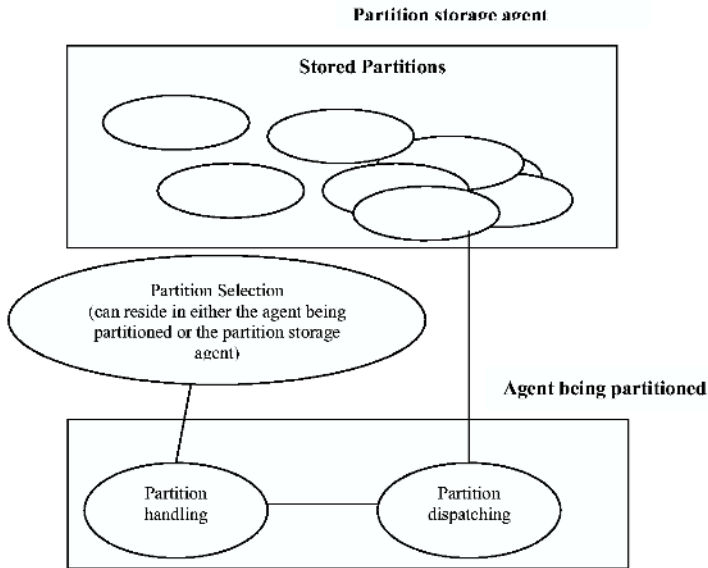 Partition storage agent
Stored Partitions
Partition Selection
(can reside in either the agent being
partitioned or the partition storage
agent)
Agent being partitioned
Partition
handling
Partition
dispatching